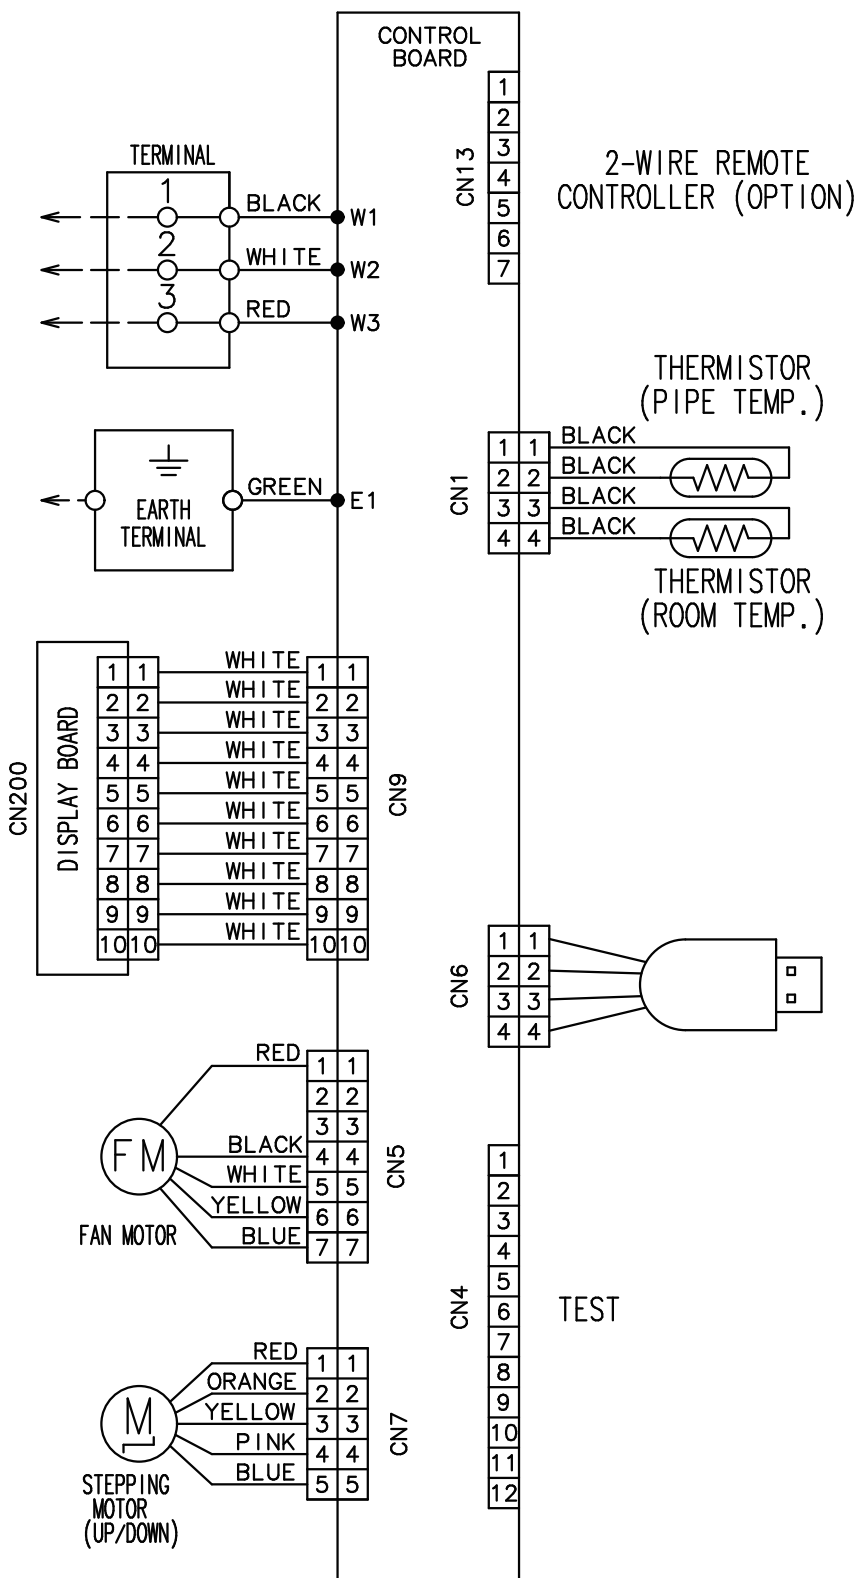 CONTROL
BOARD
TERMINAL
1
BLACK
W1
2
WHITE
W2
3
RED
W3
EARTH
TERMINAL
GREEN
E1
CN200
DISPLAY BOARD
1 1 WHITE 1 1
2 2 WHITE 2 2
3 3 WHITE 3 3
4 4 WHITE 4 4
5 5 WHITE 5 5
6 6 WHITE 6 6
7 7 WHITE 7 7
8 8 WHITE 8 8
9 9 WHITE 9 9
10 10 WHITE 10 10
CN9
FM
FAN MOTOR
RED 1 1
2 2
3 3
BLACK 4 4
WHITE 5 5
YELLOW 6 6
BLUE 7 7
CN5
M
STEPPING
MOTOR
(UP/DOWN)
RED 1 1
ORANGE 2 2
YELLOW 3 3
PINK 4 4
BLUE 5 5
CN7
CN13
1
2
3
4
5
6
7
2-WIRE REMOTE
CONTROLLER (OPTION)
THERMISTOR
(PIPE TEMP.)
CN1
1 1 BLACK
2 2 BLACK
3 3 BLACK
4 4 BLACK
THERMISTOR
(ROOM TEMP.)
CN6
1 1
2 2
3 3
4 4
CN4
1
2
3
4
5
6
7
8
9
10
11
12
TEST